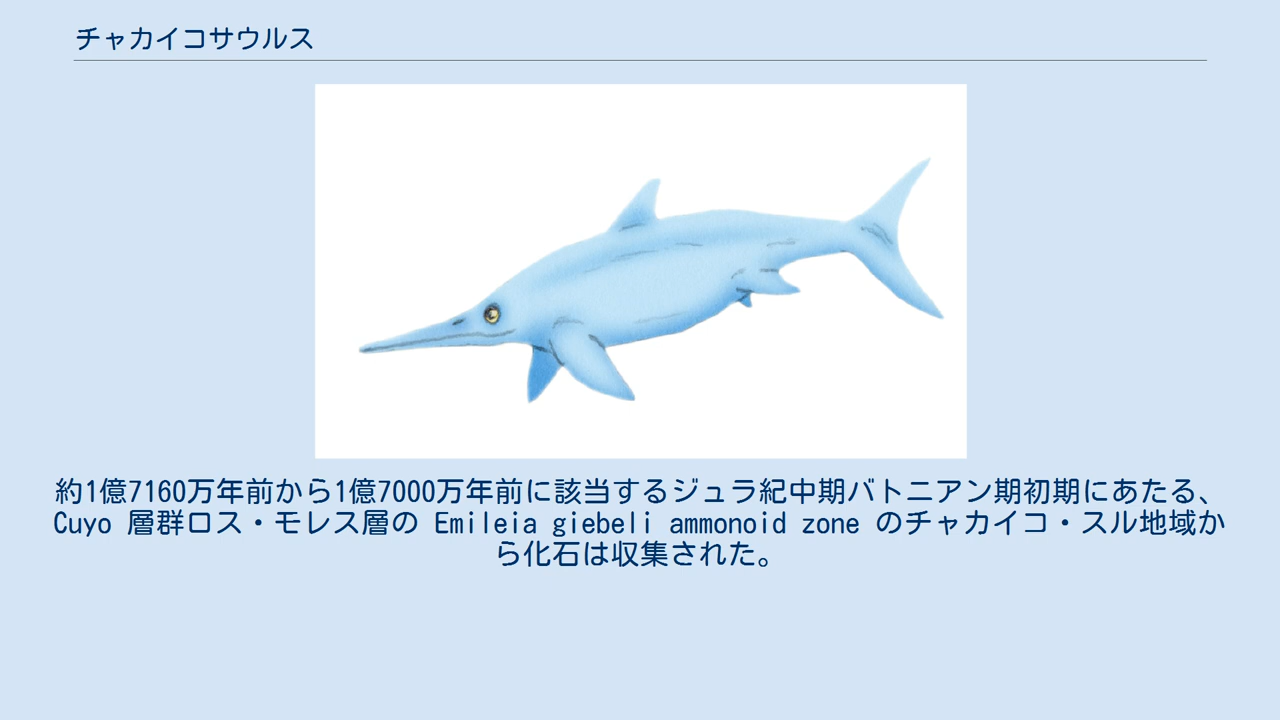 チャカイコサウルス
約1億7160万年前から1億7000万年前に該当するジュラ紀中期バトニアン期初期にあたる、
Cuyo 層群ロス・モレス層の Emileia giebeli ammonoid zone のチャカイコ・スル地域か
ら化石は収集された。